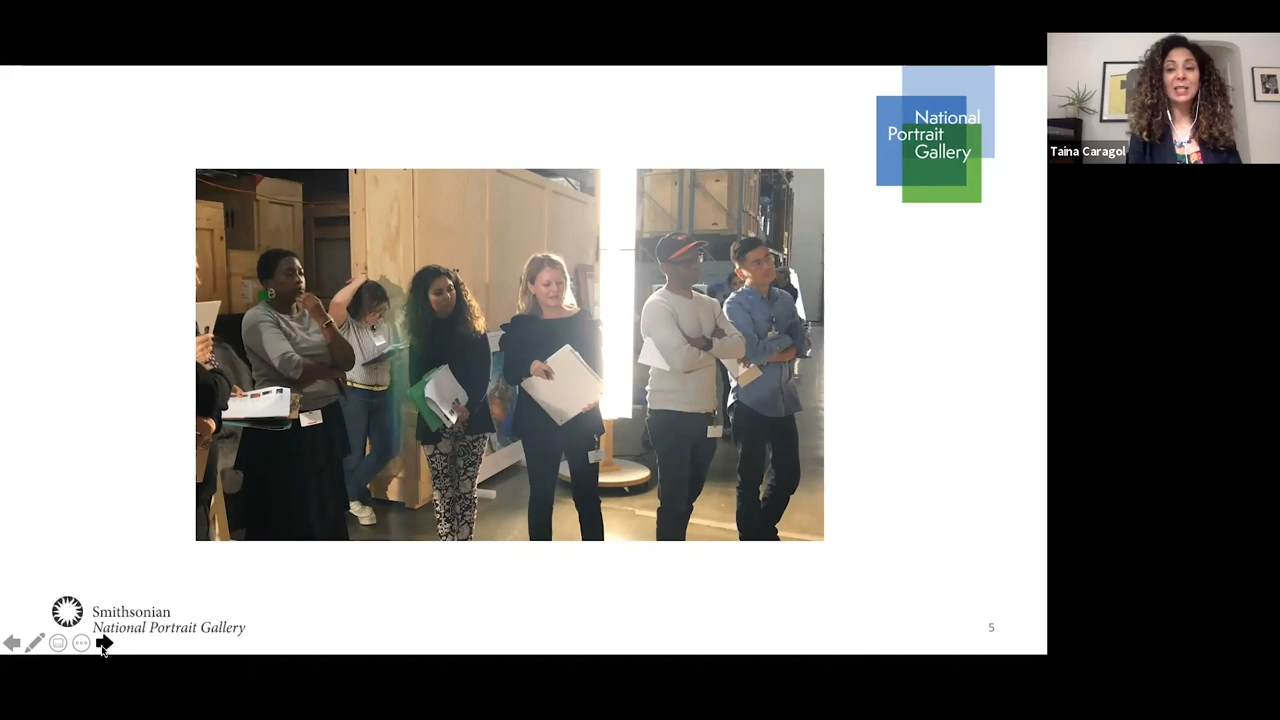 National
Portrait
Gallery
Taína Caragol
Smithsonian
National Portrait Gallery
5